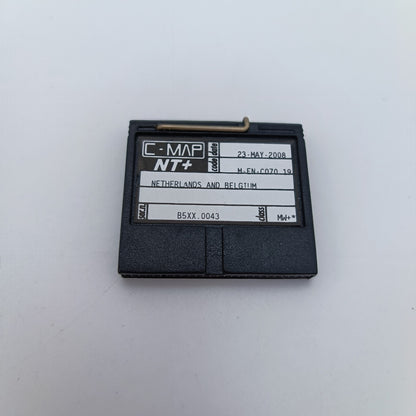 C-MAP
NT+
date 23-MAY-2008
code M-EN-C070.19
NETHERLANDS AND BELGIUM
ser.n. B5XX.0043 class MW+*